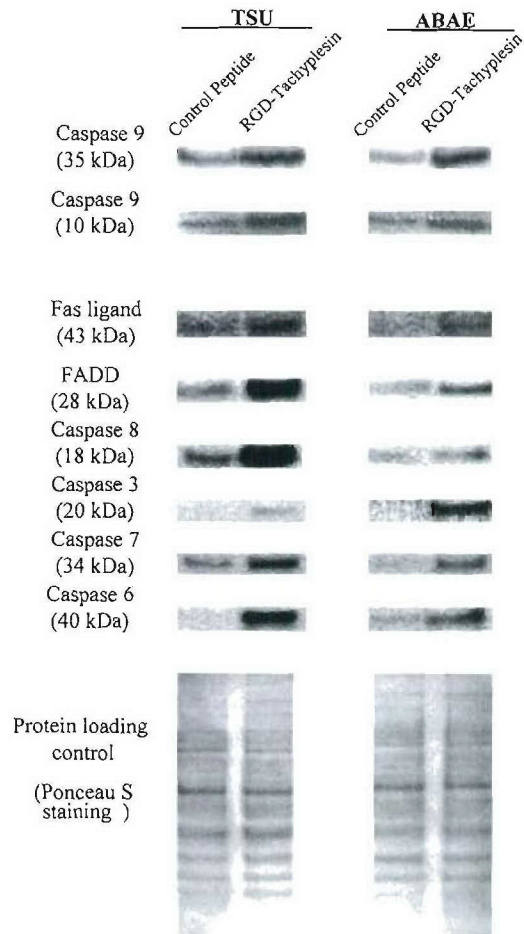 TSU ABAE
Control Peptide RGD-Tachyplesin Control Peptide RGD-Tachyplesin
Caspase 9
(35 kDa)
Caspase 9
(10 kDa)
Fas ligand
(43 kDa)
FADD
(28 kDa)
Caspase 8
(18 kDa)
Caspase 3
(20 kDa)
Caspase 7
(34 kDa)
Caspase 6
(40 kDa)
Protein loading
control
(Ponceau S
staining )